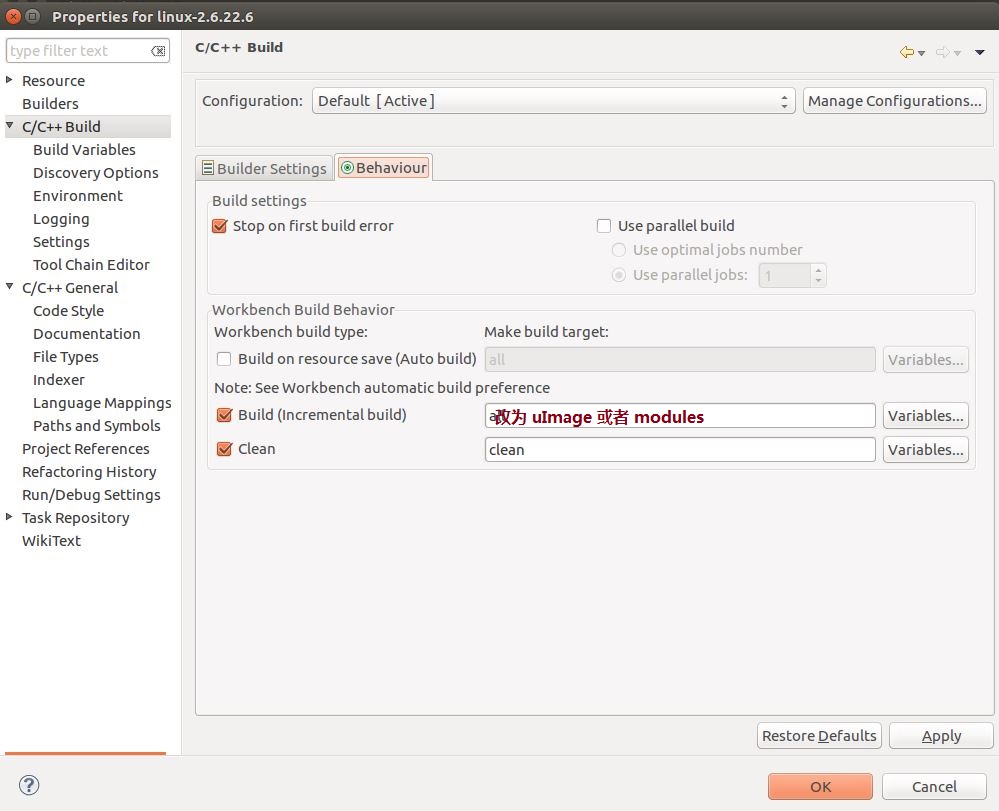 Properties for linux-2.6.22.6
type filter text
Resource
Builders
C/C++ Build
Build Variables
Discovery Options
Environment
Logging
Settings
Tool Chain Editor
C/C++ General
Code Style
Documentation
File Types
Indexer
Language Mappings
Paths and Symbols
Project References
Refactoring History
Run/Debug Settings
Task Repository
WikiText
C/C++ Build
Configuration: Default [ Active ] Manage Configurations...
Builder Settings Behaviour
Build settings
Stop on first build error Use parallel build
Use optimal jobs number
Use parallel jobs: 1
Workbench Build Behavior
Workbench build type: Make build target:
Build on resource save (Auto build) all Variables...
Note: See Workbench automatic build preference
Build (Incremental build) 改为 uImage 或者 modules Variables...
Clean clean Variables...
Restore Defaults Apply
? OK Cancel